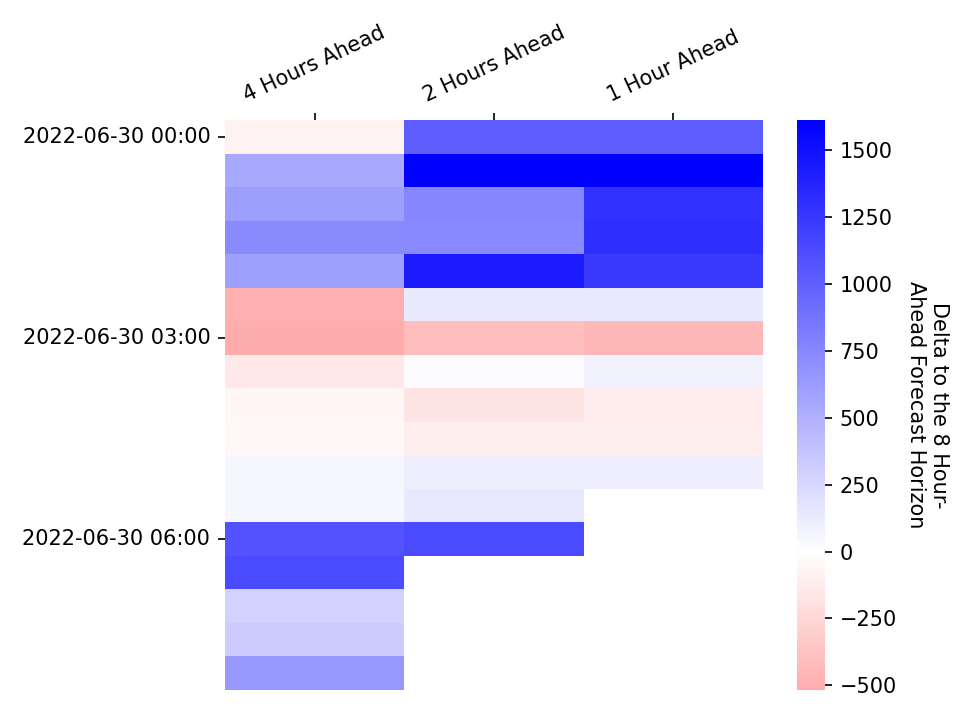 4 Hours Ahead
2 Hours Ahead
1 Hour Ahead
2022-06-30 00:00
2022-06-30 03:00
2022-06-30 06:00
1500
1250
1000
750
500
250
0
−250
−500
Delta to the 8 Hour-
Ahead Forecast Horizon